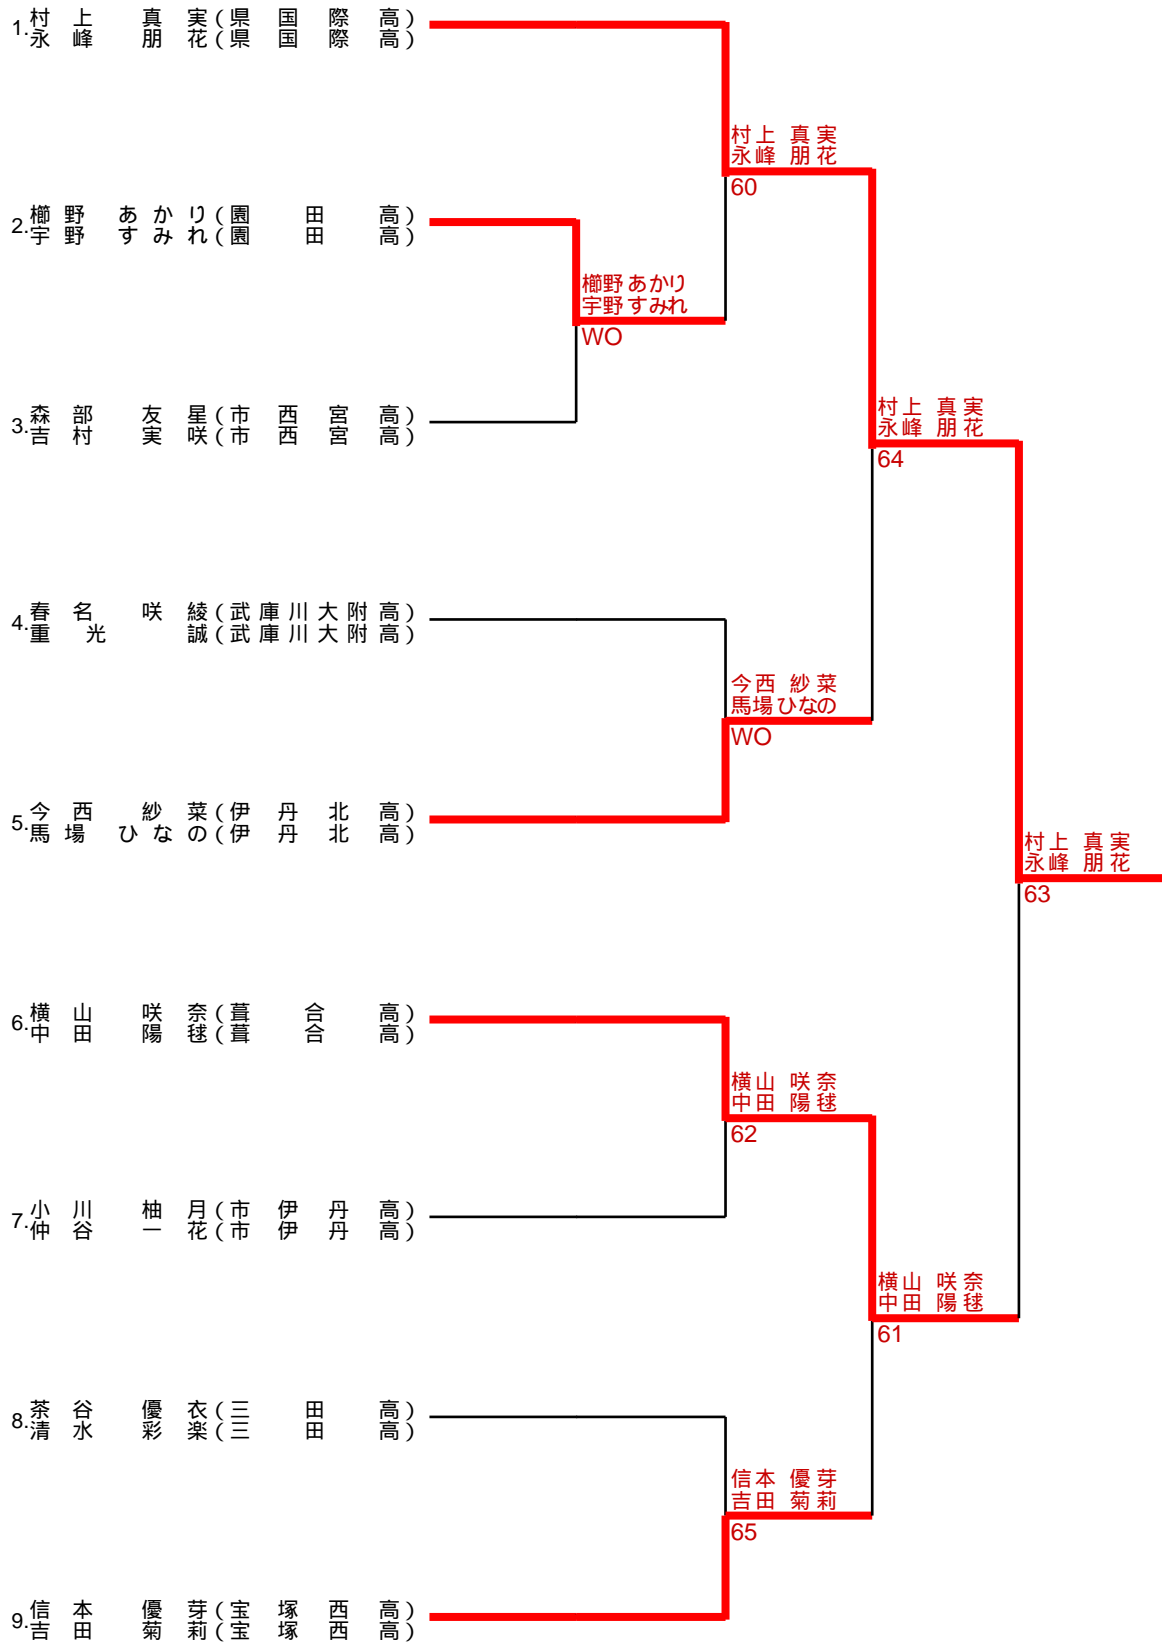 1.村上 真実(県国際高)
永峰 朋花(県国際高)
村上 真実
永峰 朋花
60
2.櫛野 あかり(園田高)
宇野 すみれ(園田高)
櫛野 あかり
宇野 すみれ
WO
3.森部 友星(市西宮高)
吉村 実咲(市西宮高)
村上 真実
永峰 朋花
64
4.春名 咲綾(武庫川大附高)
重光 誠(武庫川大附高)
今西 紗菜
馬場 ひなの
WO
5.今西 紗菜(伊丹北高)
馬場 ひなの(伊丹北高)
村上 真実
永峰 朋花
63
6.横山 咲奈(葺合高)
中田 陽毬(葺合高)
横山 咲奈
中田 陽毬
62
7.小川 柚月(市伊丹高)
仲谷 一花(市伊丹高)
横山 咲奈
中田 陽毬
61
8.茶谷 優衣(三田高)
清水 彩楽(三田高)
信本 優芽
吉田 菊莉
65
9.信本 優芽(宝塚西高)
吉田 菊莉(宝塚西高)